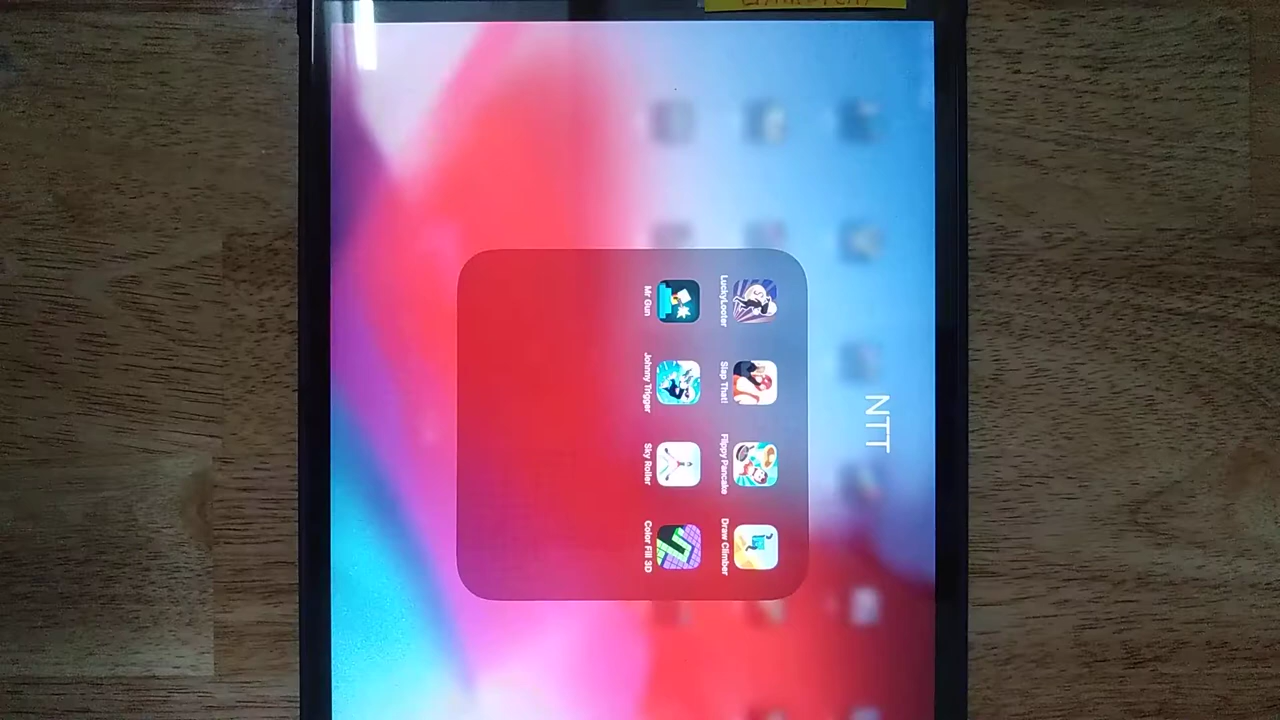 NTT
LuckyLooter Slap That! Flippy Pancake Draw Climber
Mr Gun Johnny Trigger Sky Roller Color Fill 3D